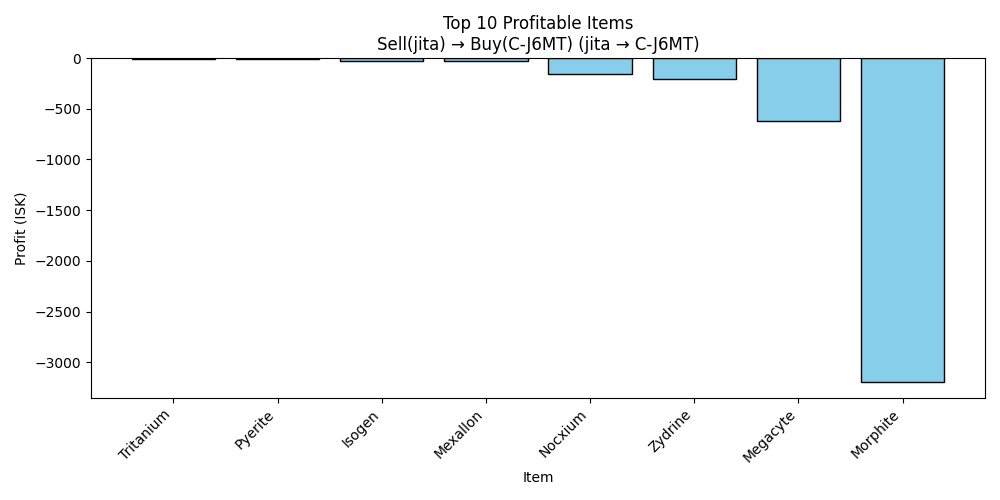 Top 10 Profitable Items
Sell(jita) → Buy(C-J6MT) (jita → C-J6MT)
0
−500
−1000
−1500
−2000
−2500
−3000
Profit (ISK)
Tritanium
Pyerite
Isogen
Mexallon
Nocxium
Zydrine
Megacyte
Morphite
Item